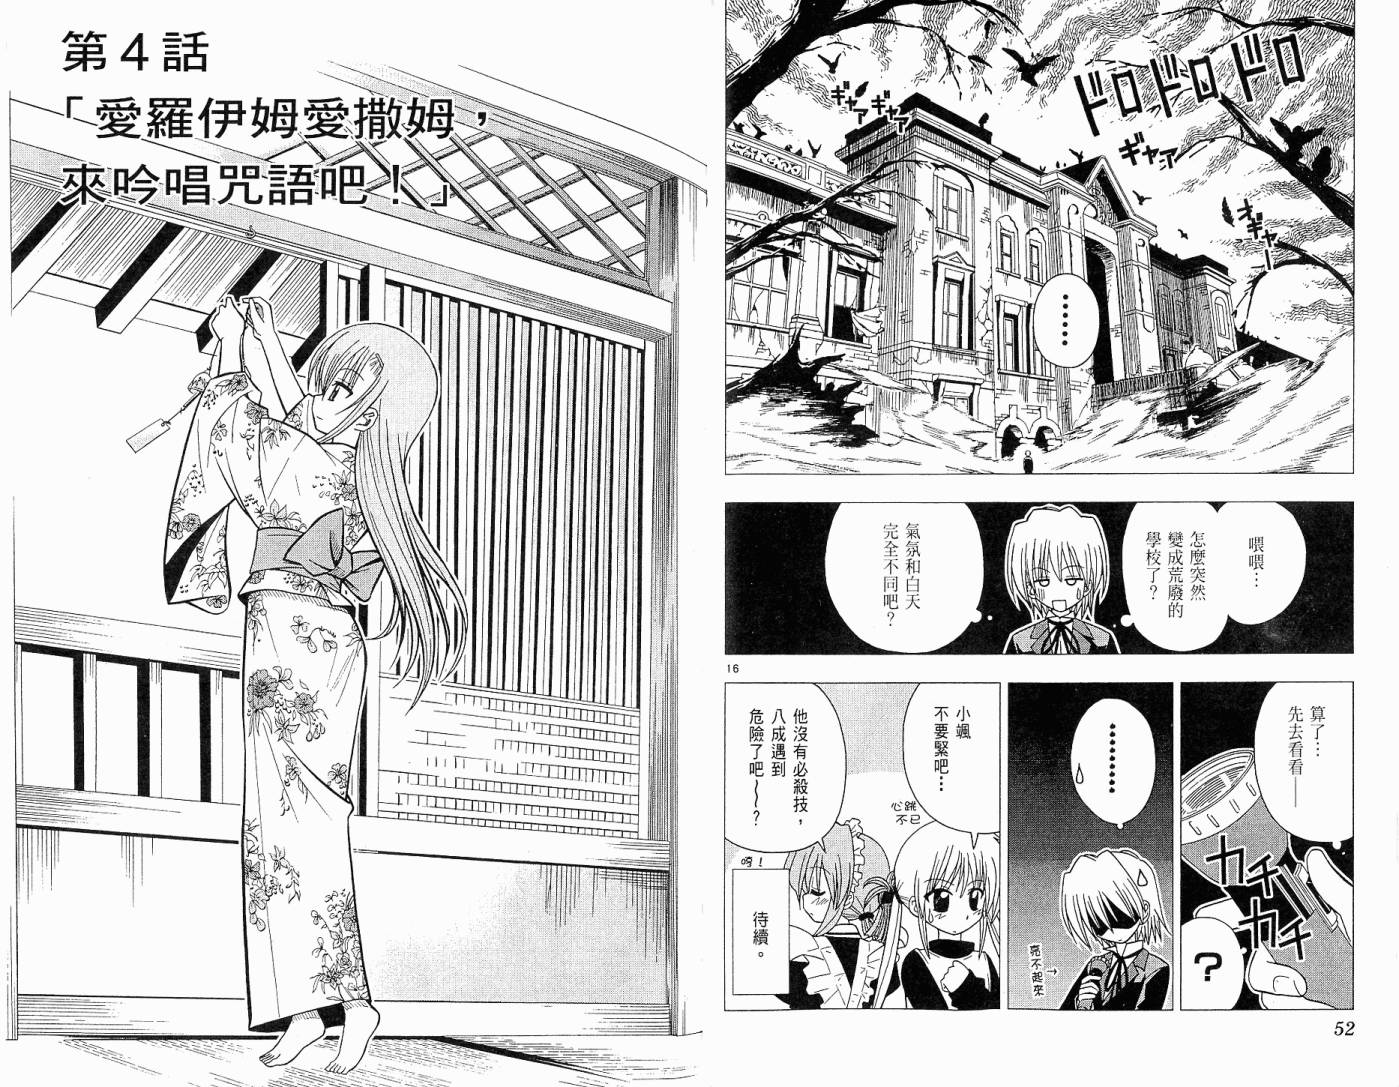 ドロドロドロ
ギャアギャア
ギャァァ
ギャー
……
喂喂…
怎麼突然
變成荒廢的
學校了？
氣氛和白天
完全不同吧？
16
算了…
先去看看——
カチカチ
？
………
亮不起來
→
小颯
不要緊吧…
心跳
不已
他沒有必殺技，
八成遇到
危險了吧～～？
待續。
52
第４話
「愛羅伊姆愛撒姆，
來吟唱咒語吧！」